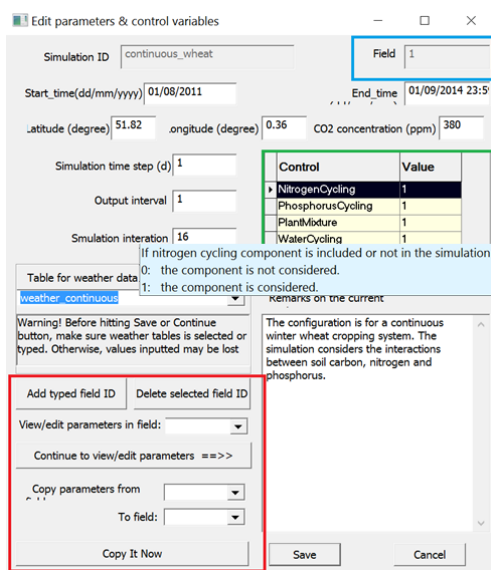 Edit parameters & control variables
Simulation ID continuous_wheat Field 1
Start_time(dd/mm/yyyy) 01/08/2011 End_time 01/09/2014 23:59
Latitude (degree) 51.82 Longitude (degree) 0.36 CO2 concentration (ppm) 380
Simulation time step (d) 1
Output interval 1
Simulation interation 16
Control Value
NitrogenCycling 1
PhosphorusCycling 1
PlantMixture 1
WaterCycling 1
If nitrogen cycling component is included or not in the simulation
0: the component is not considered.
1: the component is considered.
Table for weather data
weather_continuous
Remarks on the current
Warning! Before hitting Save or Continue
button, make sure weather tables is selected or
typed. Otherwise, values inputted may be lost
The configuration is for a continuous
winter wheat cropping system. The
simulation considers the interactions
between soil carbon, nitrogen and
phosphorus.
Add typed field ID Delete selected field ID
View/edit parameters in field:
Continue to view/edit parameters ==>>
Copy parameters from
To field:
Copy It Now
Save Cancel